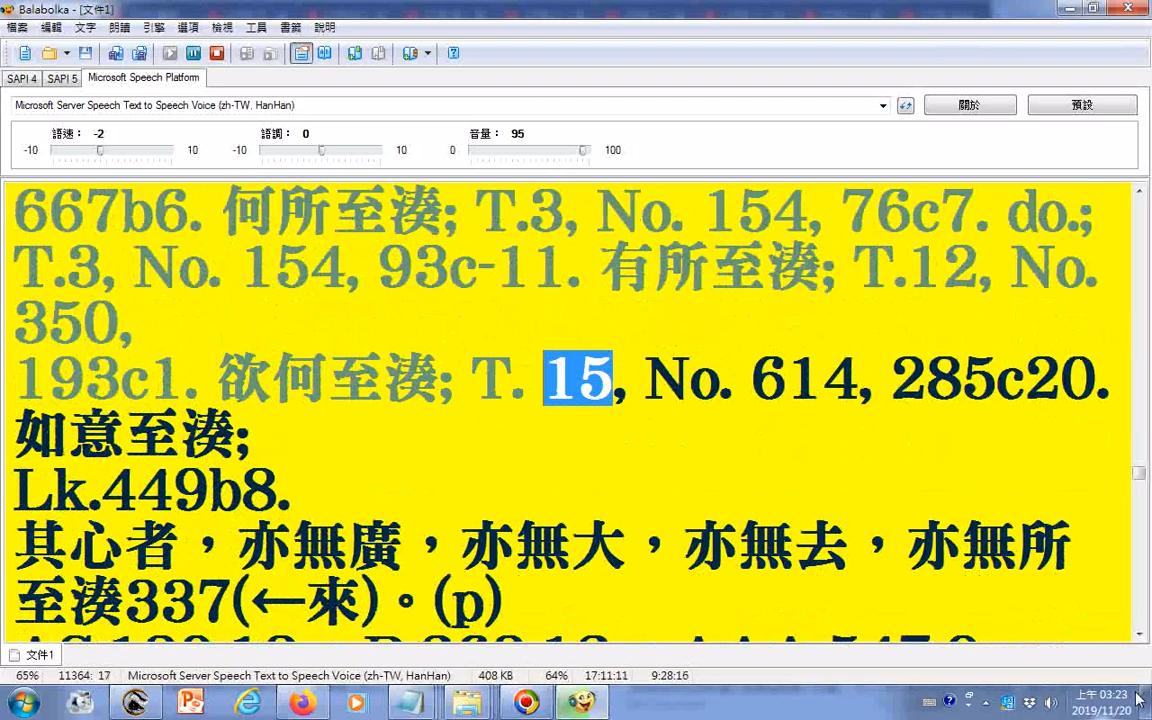 Balabolka - [文件1]
檔案 編輯 文字 朗讀 引擎 選項 檢視 工具 書籤 說明
SAPI 4 SAPI 5 Microsoft Speech Platform
Microsoft Server Speech Text to Speech Voice (zh-TW, HanHan) 關於 預設
語速： -2 語調： 0 音量： 95
-10 10 -10 10 0 100
667b6. 何所至湊; T.3, No. 154, 76c7. do.;
T.3, No. 154, 93c-11. 有所至湊; T.12, No.
350,
193c1. 欲何至湊; T. 15, No. 614, 285c20.
如意至湊;
Lk.449b8.
其心者，亦無廣，亦無大，亦無去，亦無所
至湊337(←來)。(p)
文件1
65% 11364: 17 Microsoft Server Speech Text to Speech Voice (zh-TW, HanHan) 408 KB 64% 17:11:11 9:28:16
上午 03:23
2019/11/20